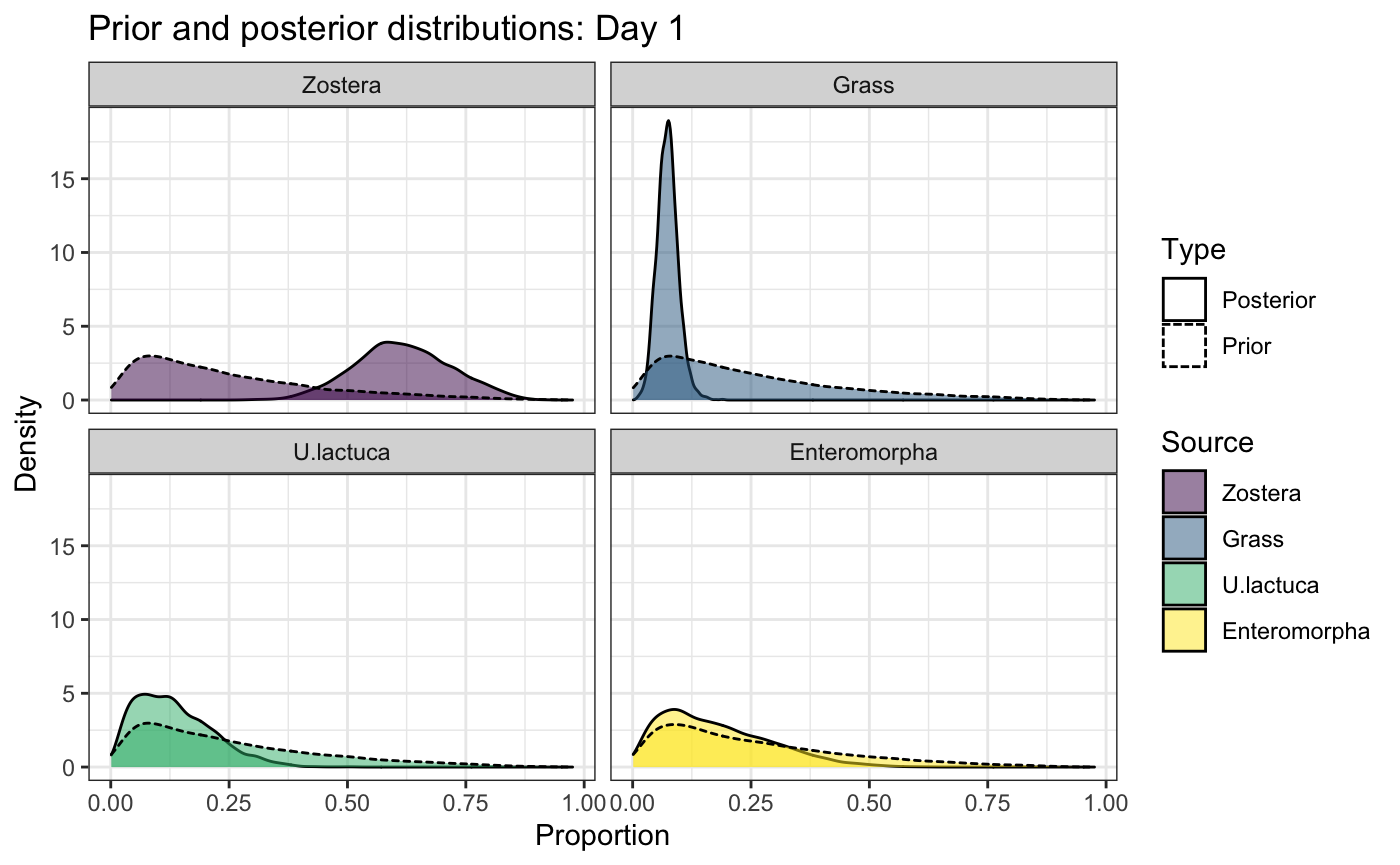 Prior and posterior distributions: Day 1
Zostera
Grass
15
10
5
0
U.lactuca
Enteromorpha
15
10
5
0
0.00 0.25 0.50 0.75 1.00 0.00 0.25 0.50 0.75 1.00
Proportion
Density
Type
Posterior
Prior
Source
Zostera
Grass
U.lactuca
Enteromorpha